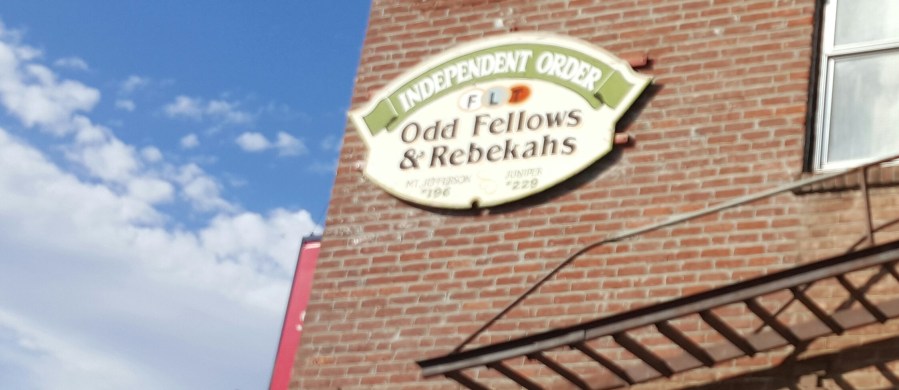 INDEPENDENT ORDER
F L T
Odd Fellows
& Rebekahs
MT. JEFFERSON JUNIPER
#196 #229